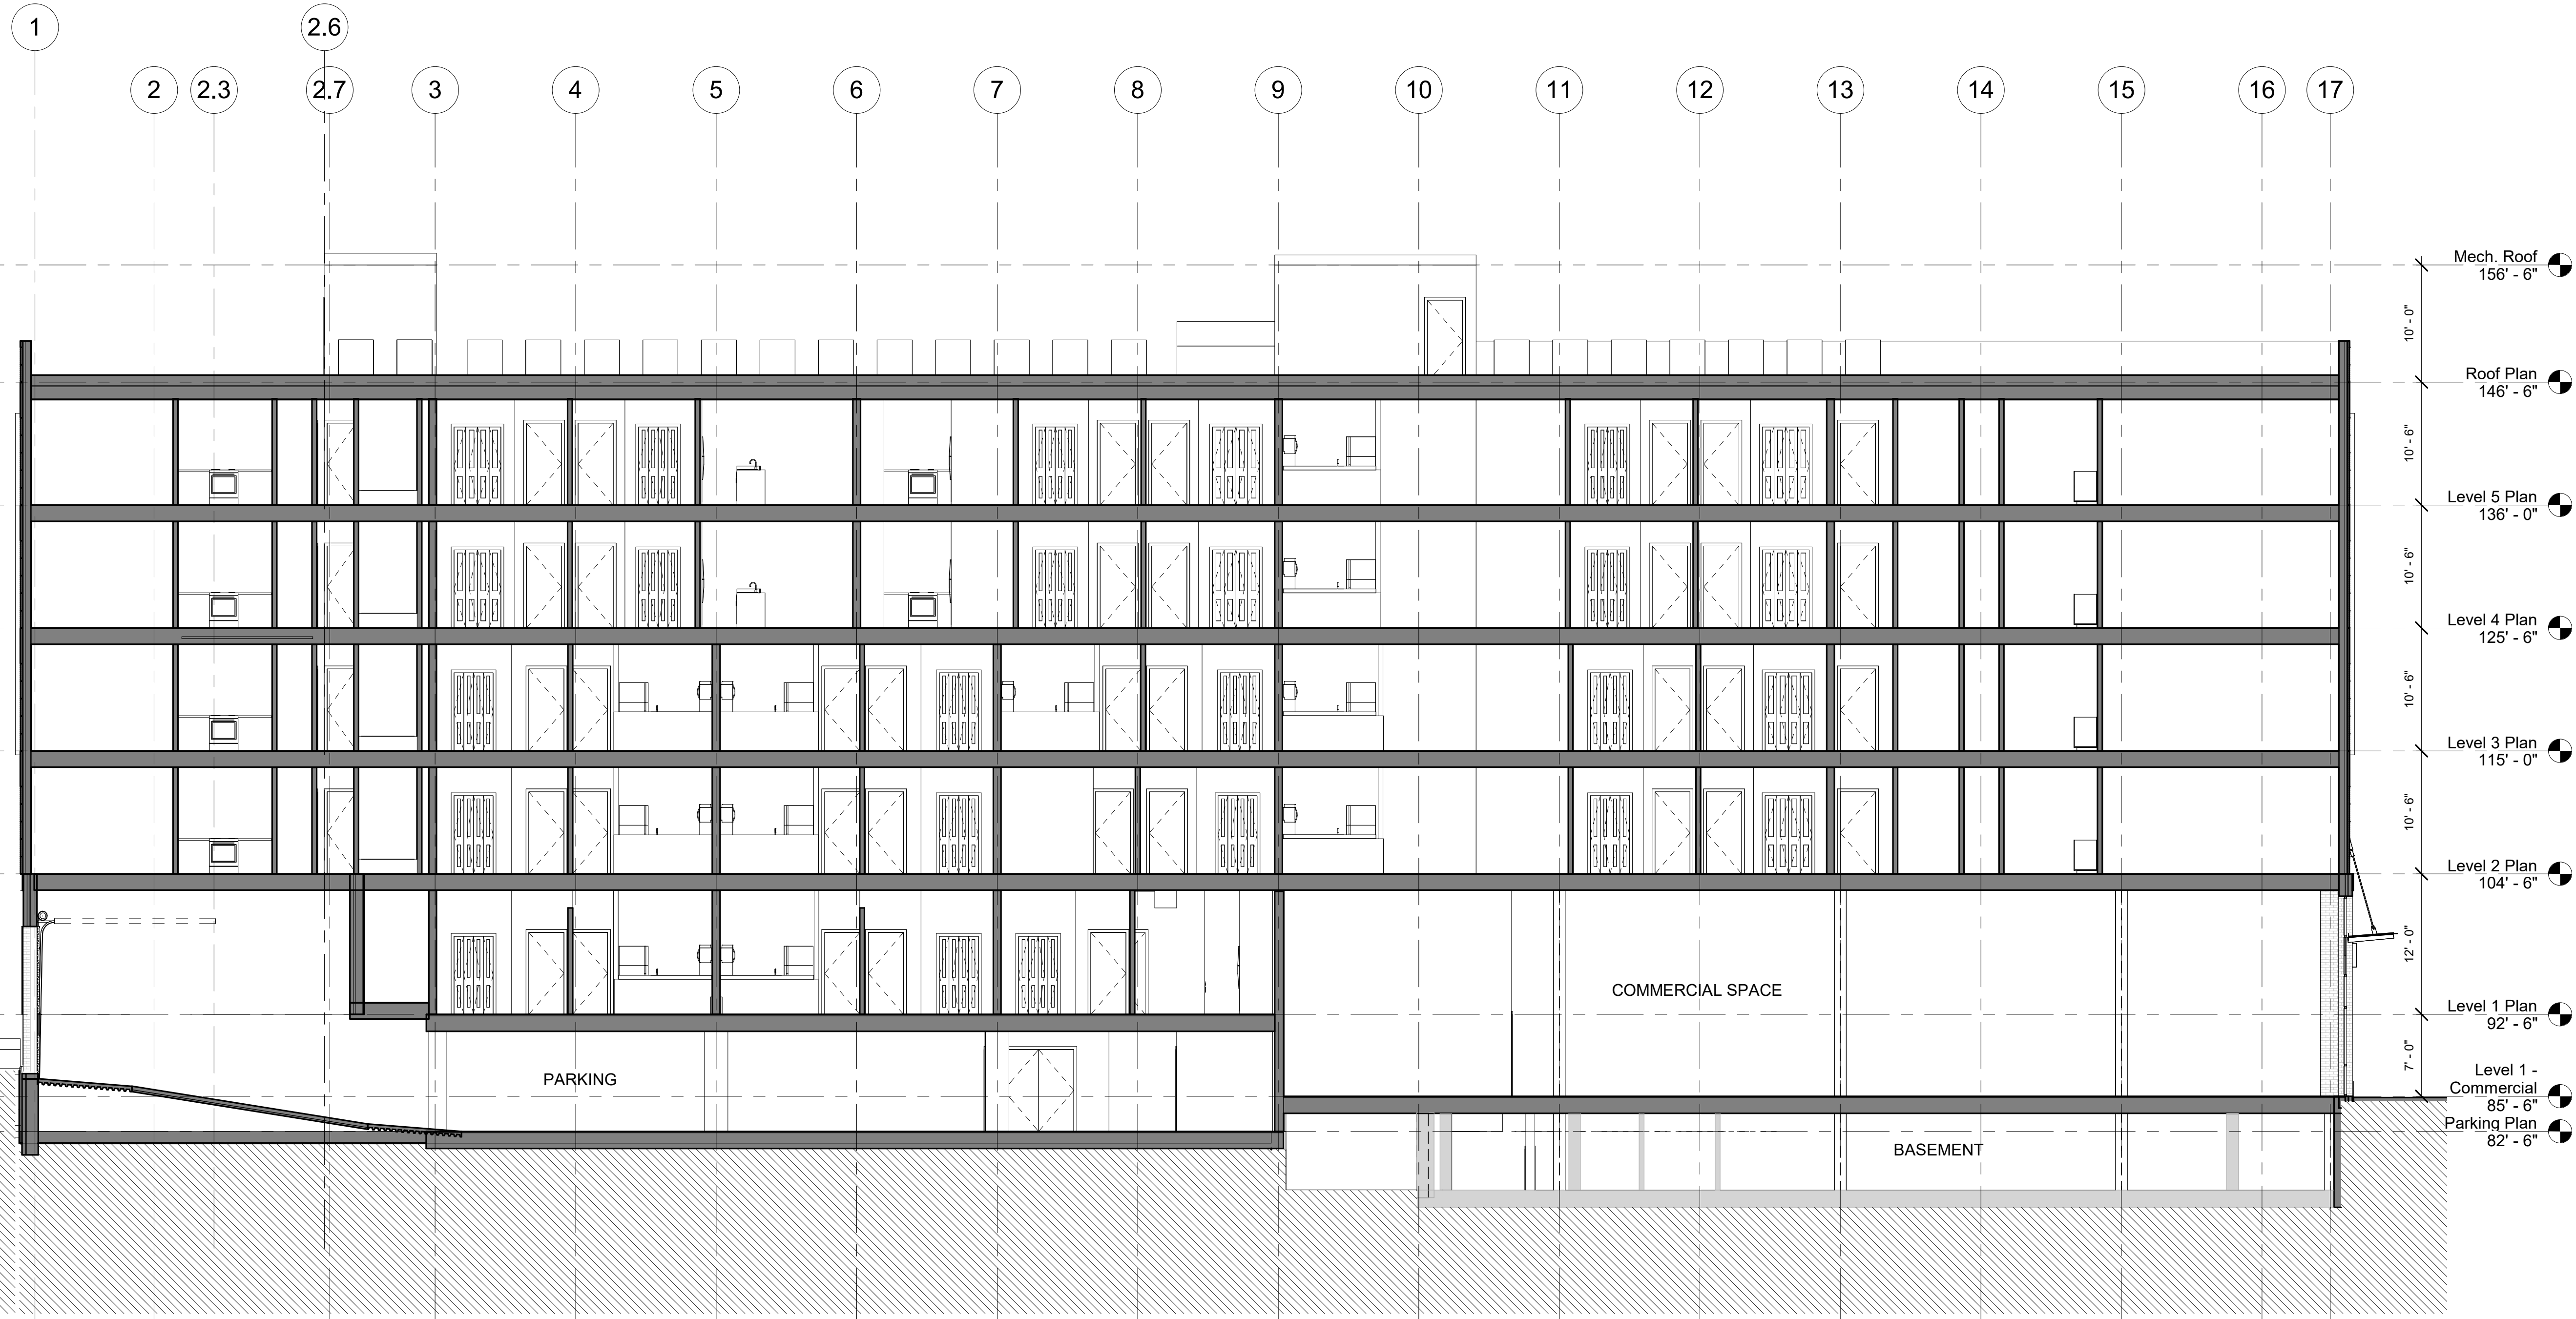 1
2.6
2
2.3
2.7
3
4
5
6
7
8
9
10
11
12
13
14
15
16
17
Mech. Roof
156' - 6"
10' - 0"
Roof Plan
146' - 6"
10' - 6"
Level 5 Plan
136' - 0"
10' - 6"
Level 4 Plan
125' - 6"
10' - 6"
Level 3 Plan
115' - 0"
10' - 6"
Level 2 Plan
104' - 6"
12' - 0"
COMMERCIAL SPACE
Level 1 Plan
92' - 6"
7' - 0"
PARKING
Level 1 -
Commercial
85' - 6"
Parking Plan
82' - 6"
BASEMENT